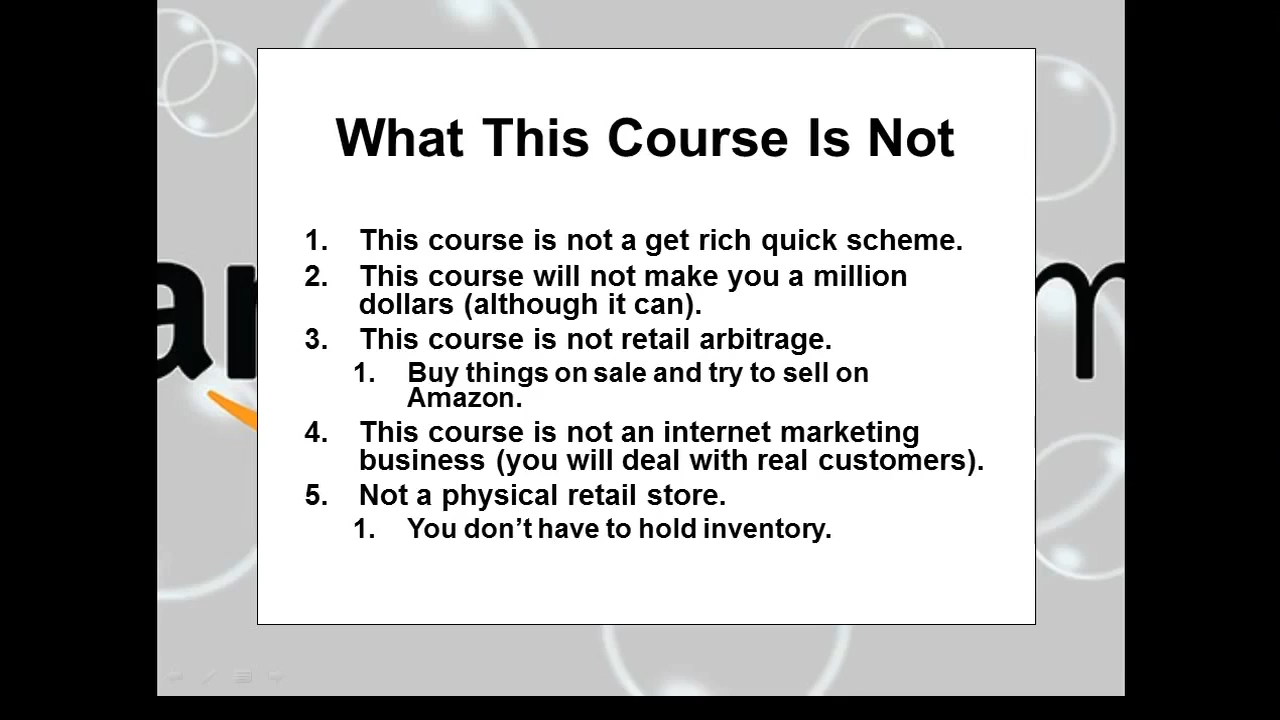 What This Course Is Not
1. This course is not a get rich quick scheme.
2. This course will not make you a million
dollars (although it can).
3. This course is not retail arbitrage.
1. Buy things on sale and try to sell on
Amazon.
4. This course is not an internet marketing
business (you will deal with real customers).
5. Not a physical retail store.
1. You don’t have to hold inventory.